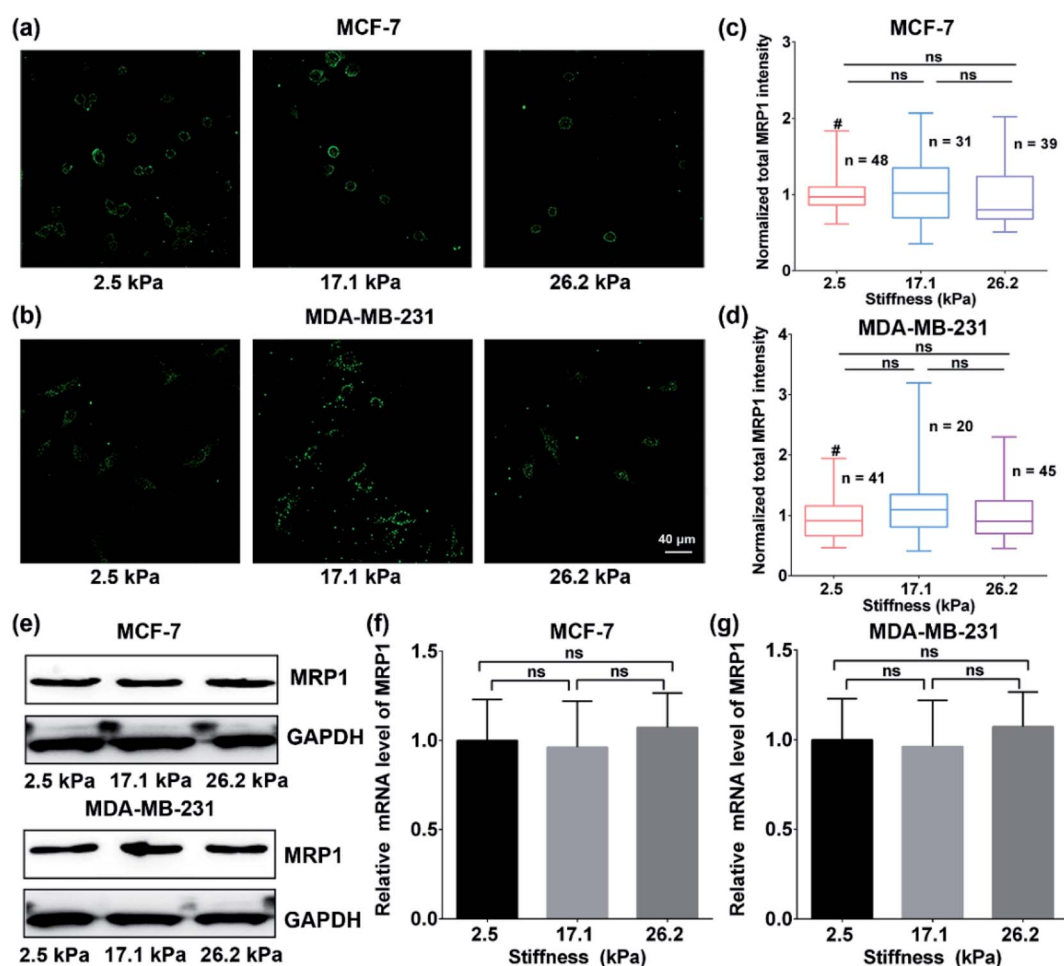 (a)
MCF-7
2.5 kPa 17.1 kPa 26.2 kPa
(b)
MDA-MB-231
40 μm
2.5 kPa 17.1 kPa 26.2 kPa
(c)
MCF-7
Normalized total MRP1 intensity
3
2
1
0
ns
ns ns
#
n = 48
n = 31
n = 39
2.5 17.1 26.2
Stiffness (kPa)
(d)
MDA-MB-231
Normalized total MRP1 intensity
4
3
2
1
0
ns
ns ns
#
n = 41
n = 20
n = 45
2.5 17.1 26.2
Stiffness (kPa)
(e)
MCF-7
MRP1
GAPDH
2.5 kPa 17.1 kPa 26.2 kPa
MDA-MB-231
MRP1
GAPDH
2.5 kPa 17.1 kPa 26.2 kPa
(f)
MCF-7
Relative mRNA level of MRP1
1.5
1.0
0.5
0.0
ns
ns ns
2.5 17.1 26.2
Stiffness (kPa)
(g)
MDA-MB-231
Relative mRNA level of MRP1
1.5
1.0
0.5
0.0
ns
ns ns
2.5 17.1 26.2
Stiffness (kPa)